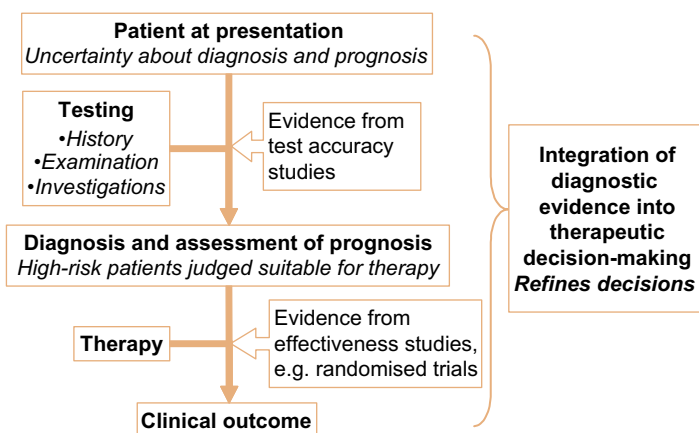 Patient at presentation
Uncertainty about diagnosis and prognosis
Testing
•History
•Examination
•Investigations
Evidence from
test accuracy
studies
Diagnosis and assessment of prognosis
High-risk patients judged suitable for therapy
Therapy
Evidence from
effectiveness studies,
e.g. randomised trials
Clinical outcome
Integration of
diagnostic
evidence into
therapeutic
decision-making
Refines decisions